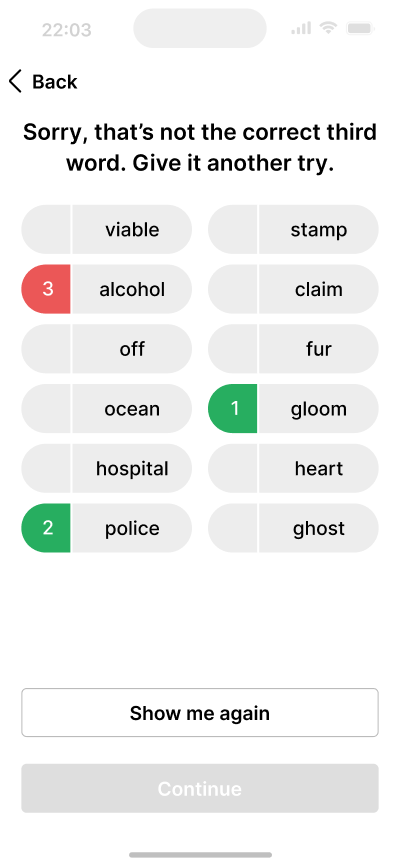 22:03
Back
Sorry, that's not the correct third
word. Give it another try.
viable
stamp
3 alcohol
claim
off
fur
ocean
1 gloom
hospital
heart
2 police
ghost
Show me again
Continue